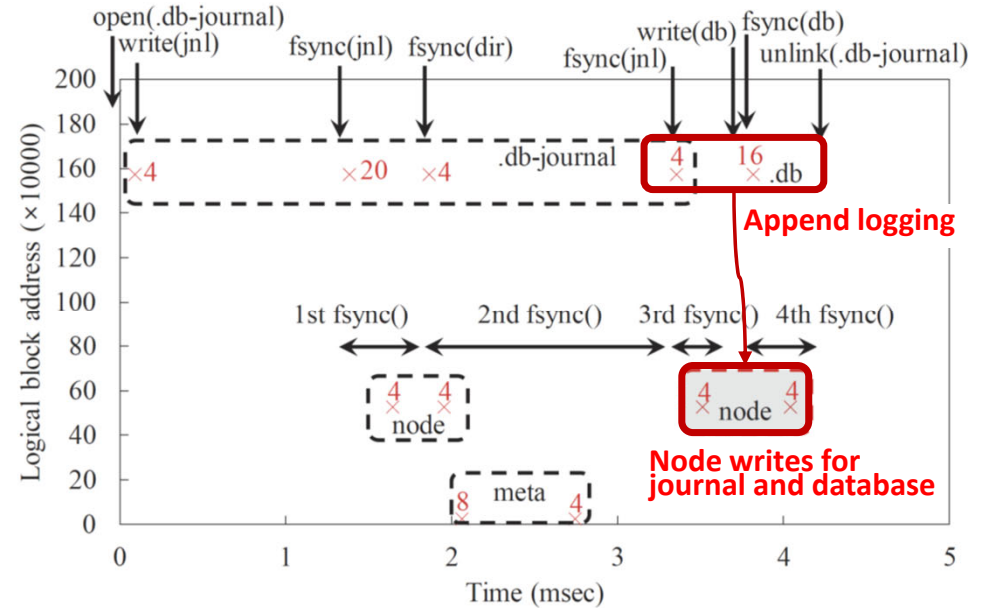 open(.db-journal)
write(jnl)
fsync(jnl)
fsync(dir)
fsync(jnl)
write(db)
fsync(db)
unlink(.db-journal)
Logical block address (×10000)
200
180
160
140
120
100
80
60
40
20
0
×4
×20
×4
.db-journal
4
×
16
×
.db
Append logging
1st fsync()
2nd fsync()
3rd fsync()
4th fsync()
4 4
× ×
node
4 4
× node ×
Node writes for
journal and database
meta
8 4
× ×
0 1 2 3 4 5
Time (msec)